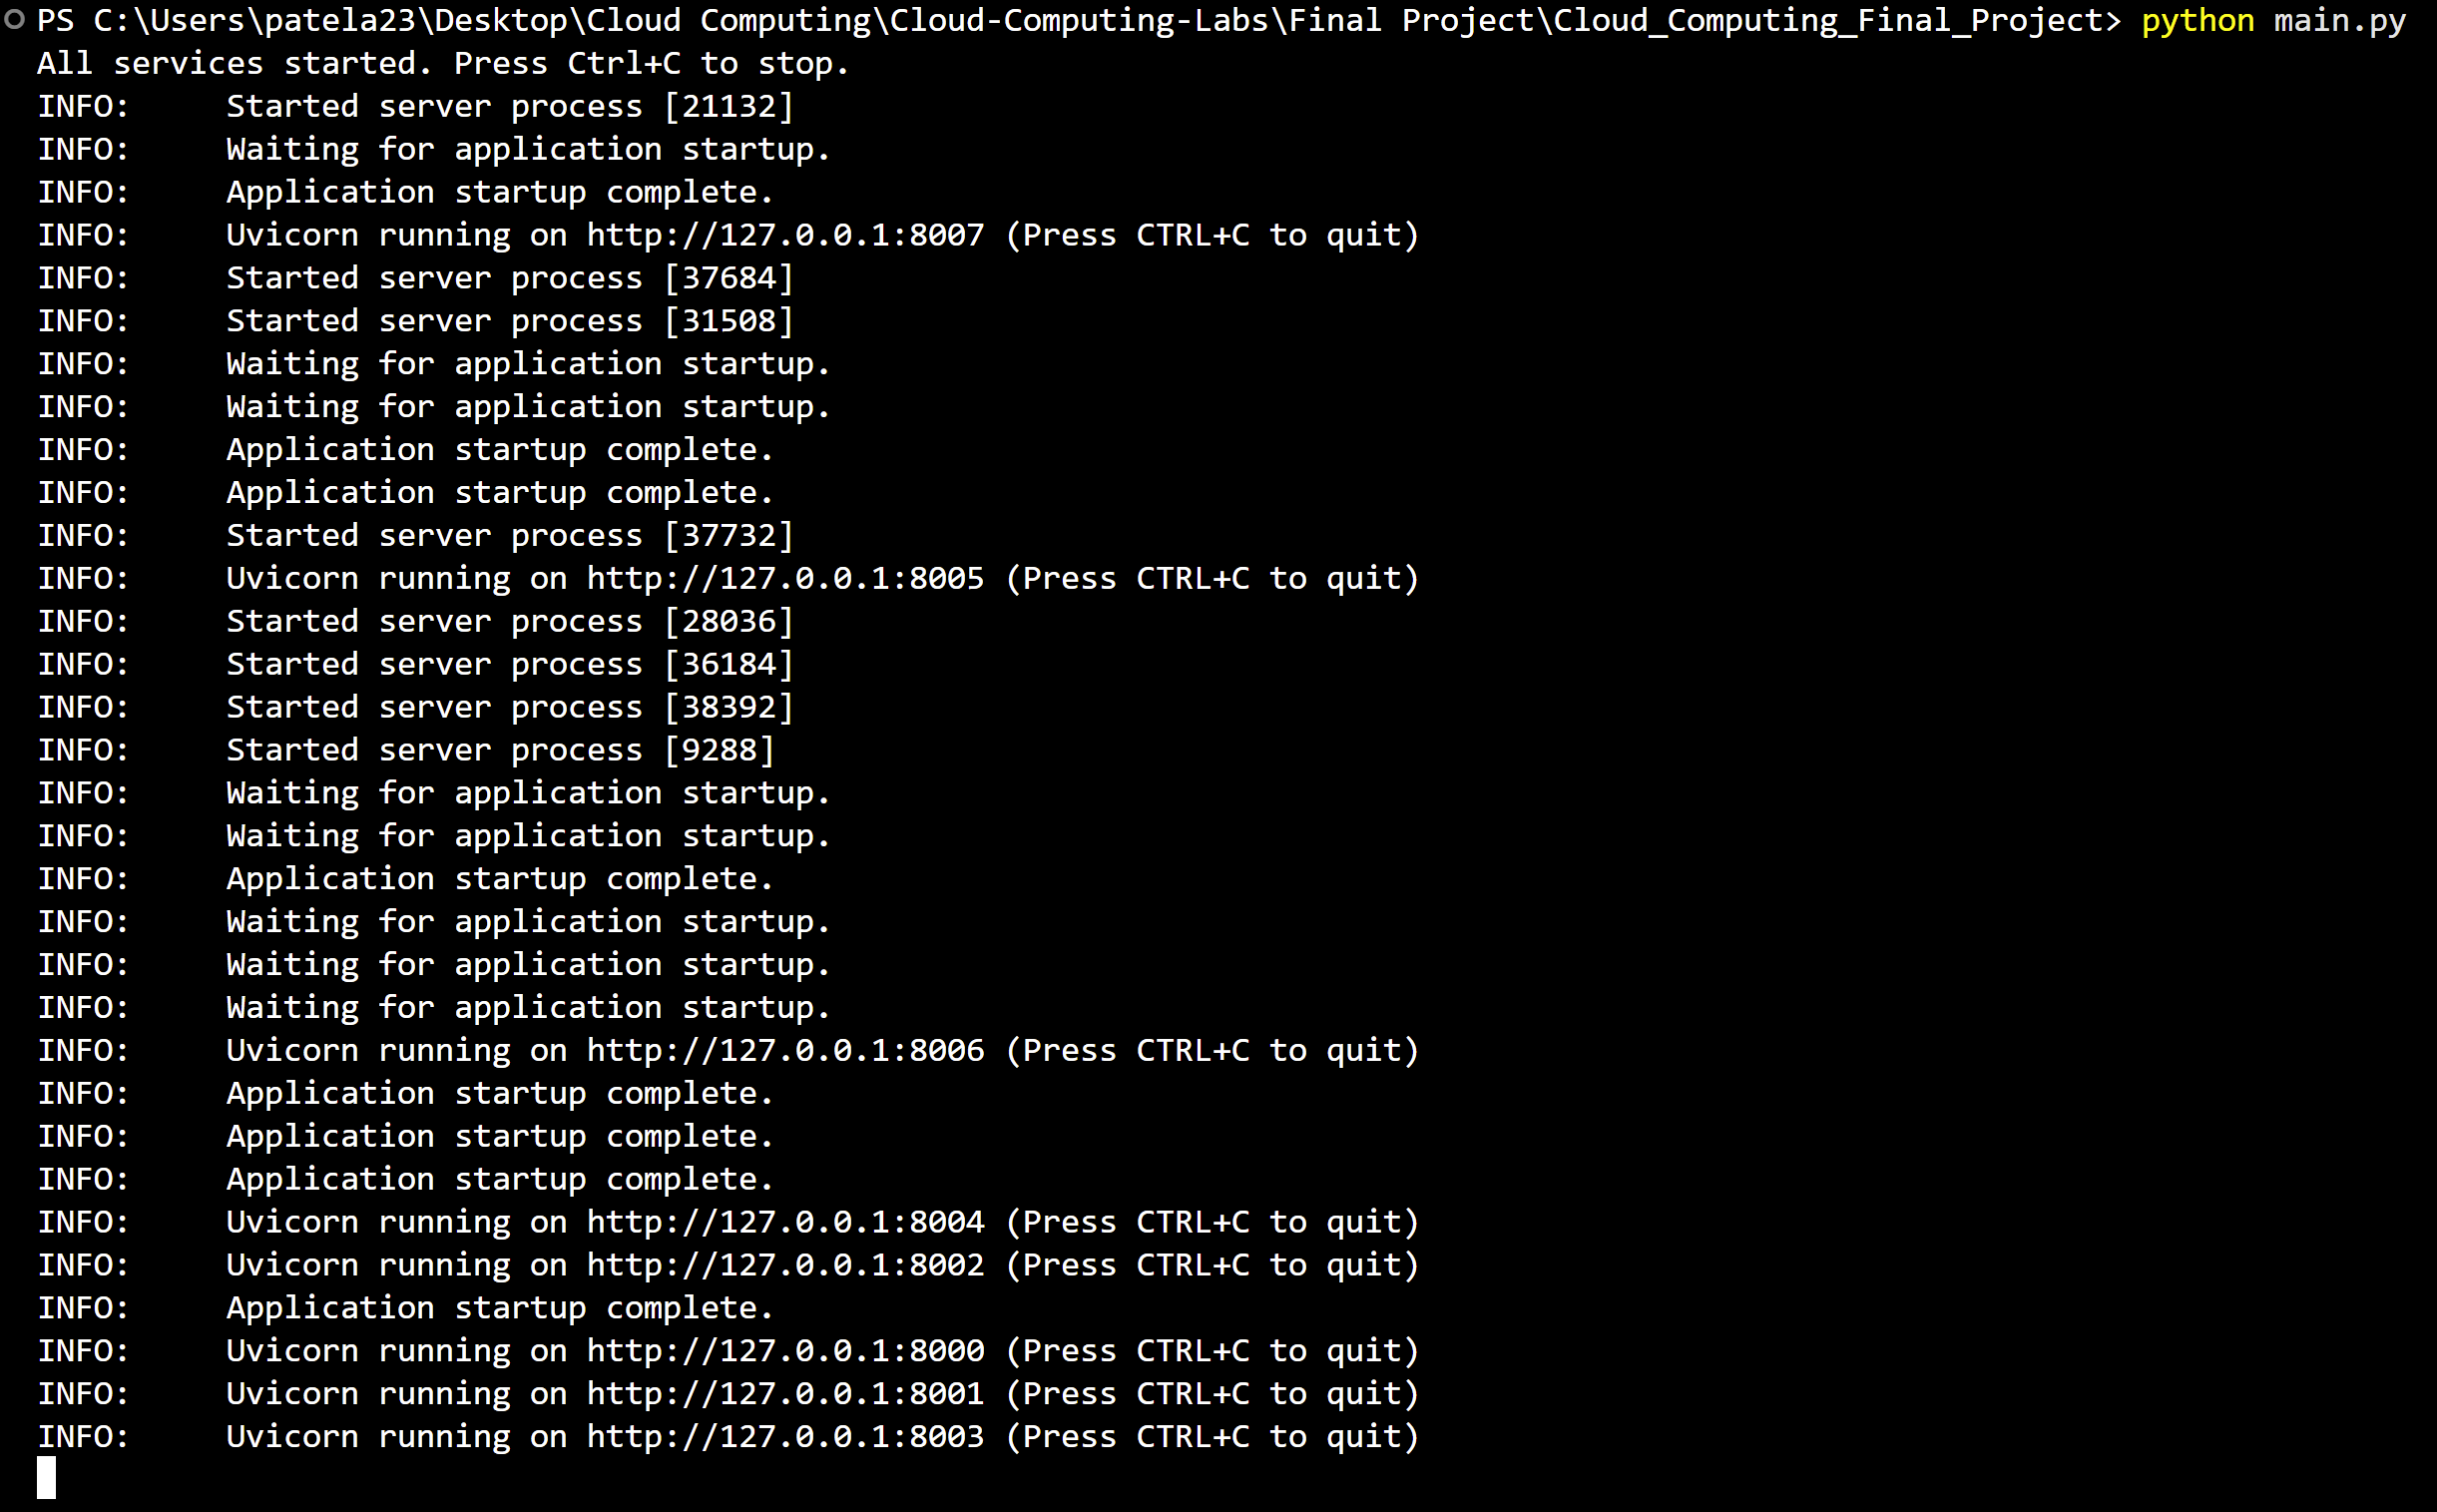 PS C:\Users\patela23\Desktop\Cloud Computing\Cloud-Computing-Labs\Final Project\Cloud_Computing_Final_Project> python main.py
All services started. Press Ctrl+C to stop.
INFO:     Started server process [21132]
INFO:     Waiting for application startup.
INFO:     Application startup complete.
INFO:     Uvicorn running on http://127.0.0.1:8007 (Press CTRL+C to quit)
INFO:     Started server process [37684]
INFO:     Started server process [31508]
INFO:     Waiting for application startup.
INFO:     Waiting for application startup.
INFO:     Application startup complete.
INFO:     Application startup complete.
INFO:     Started server process [37732]
INFO:     Uvicorn running on http://127.0.0.1:8005 (Press CTRL+C to quit)
INFO:     Started server process [28036]
INFO:     Started server process [36184]
INFO:     Started server process [38392]
INFO:     Started server process [9288]
INFO:     Waiting for application startup.
INFO:     Waiting for application startup.
INFO:     Application startup complete.
INFO:     Waiting for application startup.
INFO:     Waiting for application startup.
INFO:     Waiting for application startup.
INFO:     Uvicorn running on http://127.0.0.1:8006 (Press CTRL+C to quit)
INFO:     Application startup complete.
INFO:     Application startup complete.
INFO:     Application startup complete.
INFO:     Uvicorn running on http://127.0.0.1:8004 (Press CTRL+C to quit)
INFO:     Uvicorn running on http://127.0.0.1:8002 (Press CTRL+C to quit)
INFO:     Application startup complete.
INFO:     Uvicorn running on http://127.0.0.1:8000 (Press CTRL+C to quit)
INFO:     Uvicorn running on http://127.0.0.1:8001 (Press CTRL+C to quit)
INFO:     Uvicorn running on http://127.0.0.1:8003 (Press CTRL+C to quit)